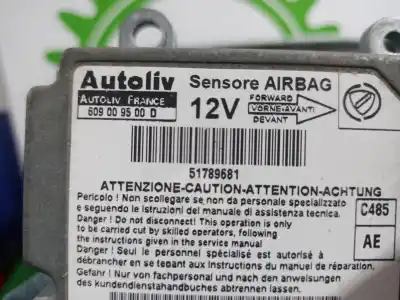 Autoliv Sensore AIRBAG
AUTOLIV FRANCE
609 00 95 00 D
12V
FORWARD
VORNE-AVANTI
DEVANT
51789681
ATTENZIONE-CAUTION-ATTENTION-ACHTUNG
Pericolo ! Non scollegare se non da personale specializzato
e seguendo le istruzioni del manuale di assistenza tecnica.
Danger ! Do not disconnect! This operation is only
to be carried cut by skilled operators, following
the instructions given in the service manual
Danger ! Seul le personnel spécialisé est autorisé à
débrancher en se tenant aux instructions du manuel de réparation.
Gefahr ! Nur von fachpersonal und nach den anweisungen
des kundendienstandhandbuches abtrennen lassen.
C485
AE